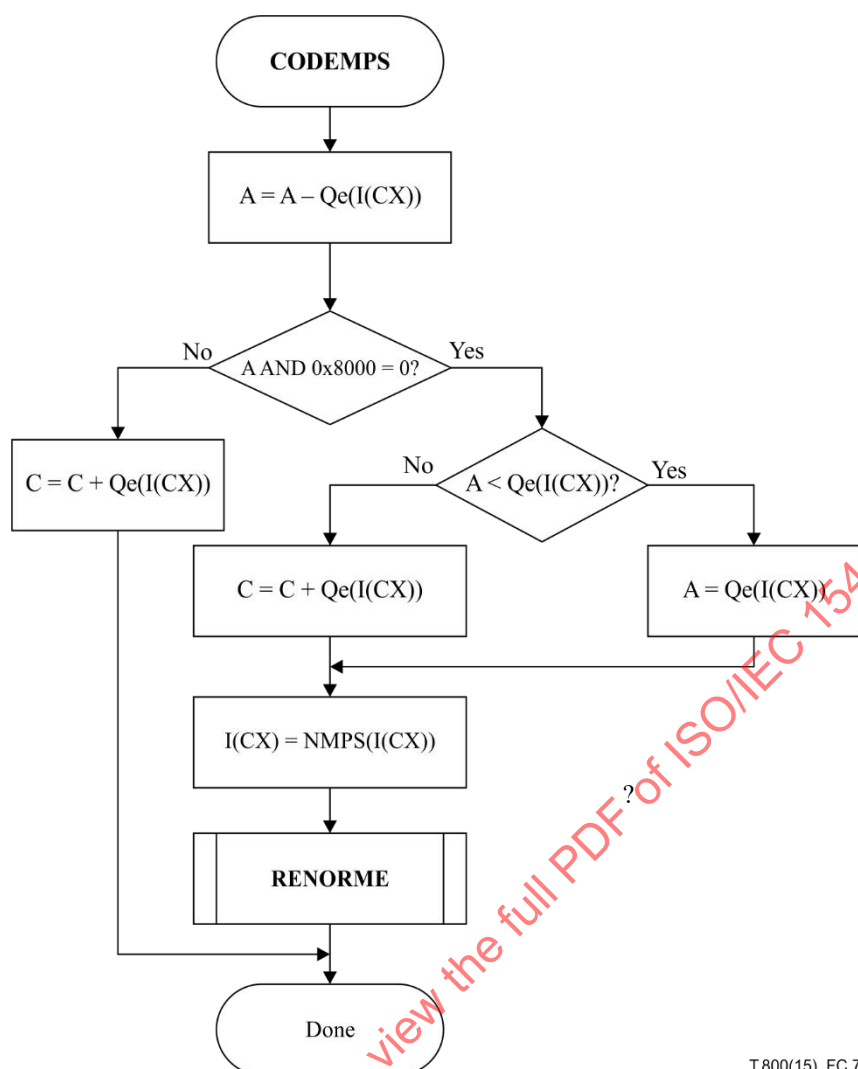 CODEMPS
A = A – Qe(I(CX))
A AND 0x8000 = 0?
No
Yes
C = C + Qe(I(CX))
A < Qe(I(CX))?
No
Yes
C = C + Qe(I(CX))
A = Qe(I(CX))
I(CX) = NMPS(I(CX))
?
RENORME
Done
view the full PDF of ISO/IEC 154
T.800(15)_FC.7